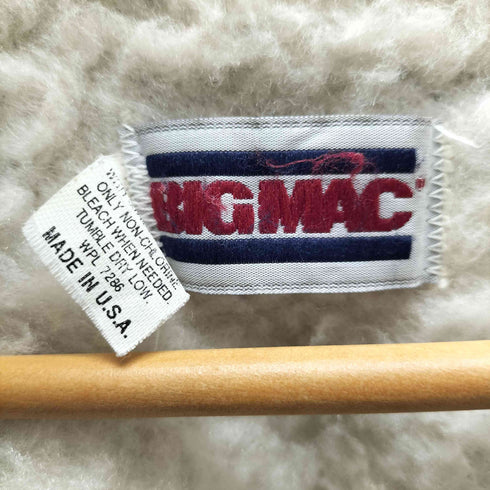 BIG MAC
ONLY NON-CHLORINE
BLEACH WHEN NEEDED
TUMBLE DRY LOW.
WPL 7286
MADE IN U.S.A.